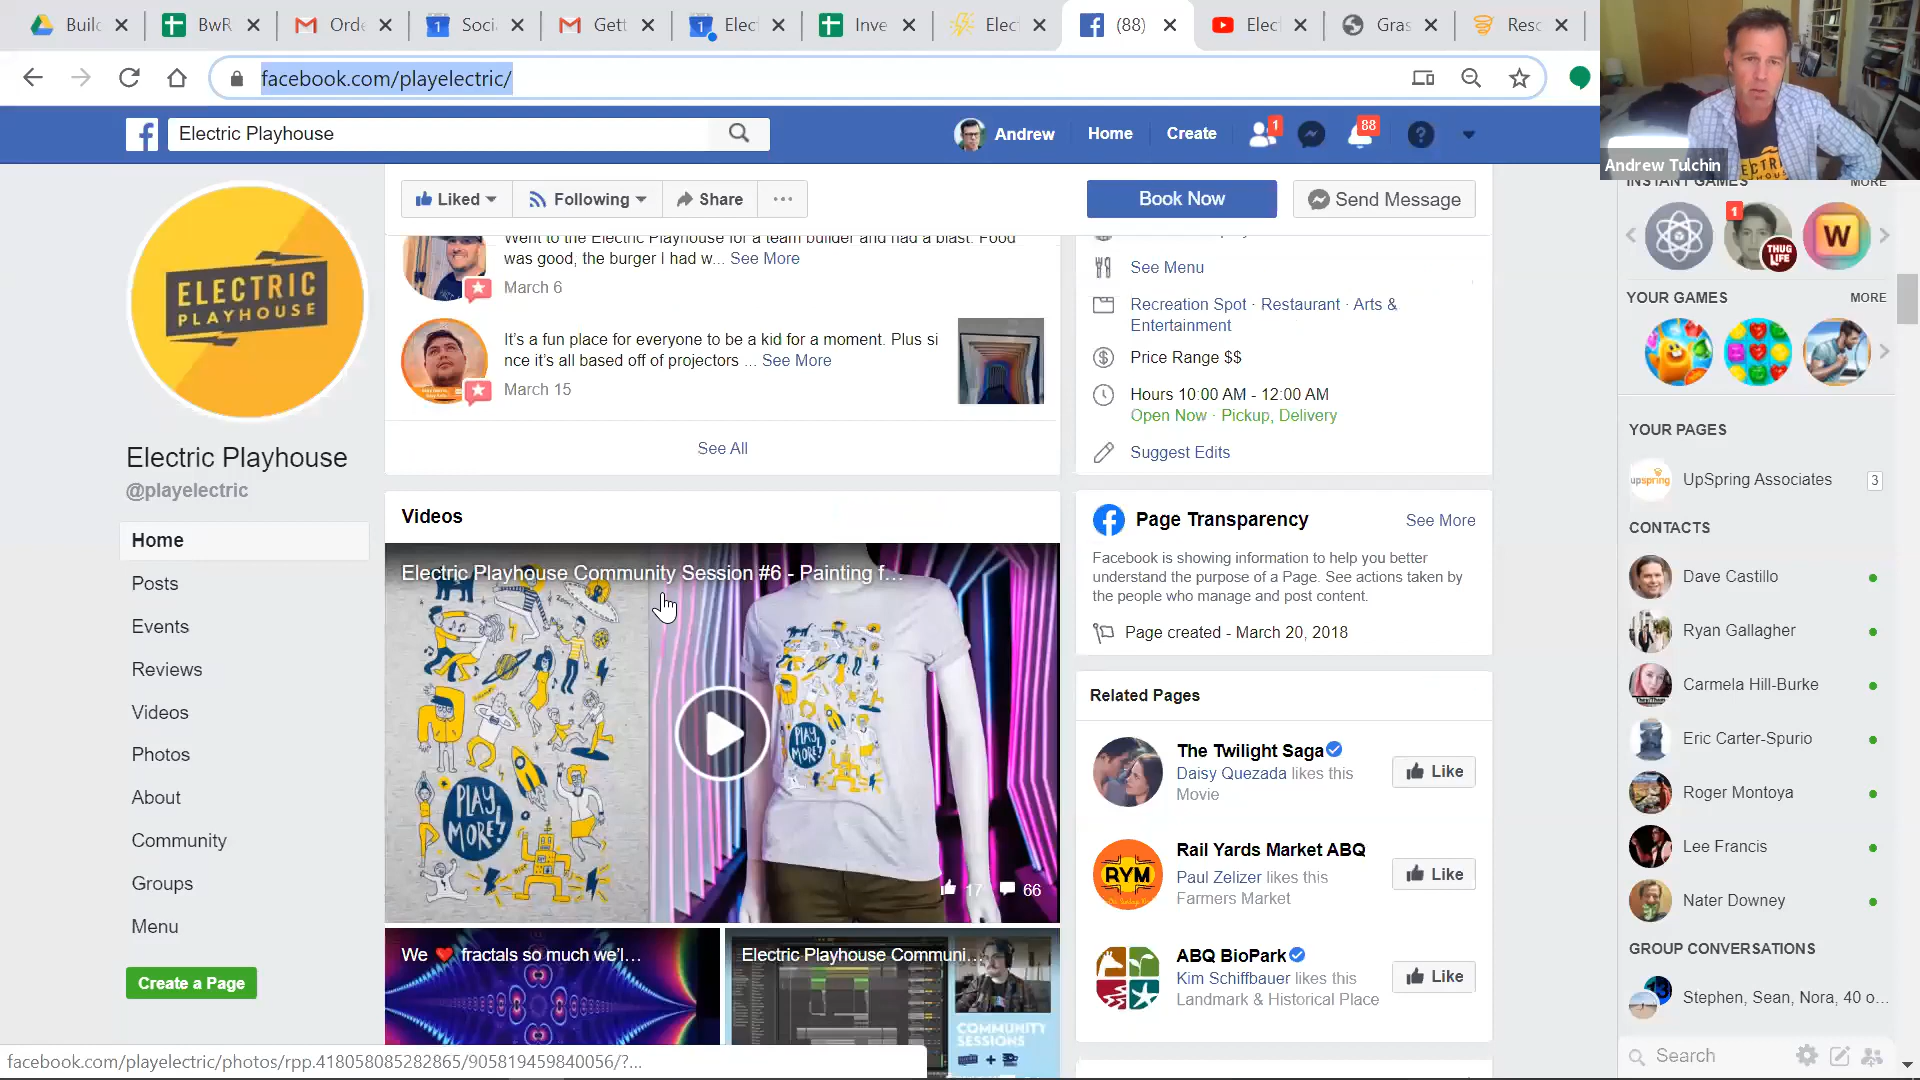 Builc
BwR
Orde
1
Soci
Gett
1
Elect
Inve
Elect
(88)
Elect
Gras
Resc
facebook.com/playelectric/
Andrew Tulchin
Electric Playhouse
Andrew
Home
Create
1
88
?
ELECTRIC
PLAYHOUSE
Electric Playhouse
@playelectric
Home
Posts
Events
Reviews
Videos
Photos
About
Community
Groups
Menu
Create a Page
Liked
Following
Share
Book Now
Send Message
Went to the Electric Playhouse for a team builder and had a blast. Food
was good, the burger I had w... See More
March 6
It's a fun place for everyone to be a kid for a moment. Plus si
nce it's all based off of projectors ... See More
March 15
See All
Videos
Electric Playhouse Community Session #6 - Painting f...
PLAY
MORE!
PLAY
MORE!
17
66
We ❤ fractals so much we'l...
Electric Playhouse Communi...
COMMUNITY
SESSIONS
See Menu
Recreation Spot · Restaurant · Arts &
Entertainment
Price Range $$
Hours 10:00 AM - 12:00 AM
Open Now · Pickup, Delivery
Suggest Edits
Page Transparency
See More
Facebook is showing information to help you better
understand the purpose of a Page. See actions taken by
the people who manage and post content.
Page created - March 20, 2018
Related Pages
The Twilight Saga
Daisy Quezada likes this
Movie
Like
RYM
Rail Yards Market ABQ
Paul Zelizer likes this
Farmers Market
Like
ABQ BioPark
Kim Schiffbauer likes this
Landmark & Historical Place
Like
INSTANT GAMES
MORE
1
THUG
LIFE
W
YOUR GAMES
MORE
YOUR PAGES
upspring
UpSpring Associates
3
CONTACTS
Dave Castillo
Ryan Gallagher
Carmela Hill-Burke
Eric Carter-Spurio
Roger Montoya
Lee Francis
Nater Downey
GROUP CONVERSATIONS
Stephen, Sean, Nora, 40 o...
Search
facebook.com/playelectric/photos/rpp.418058085282865/905819459840056/?...